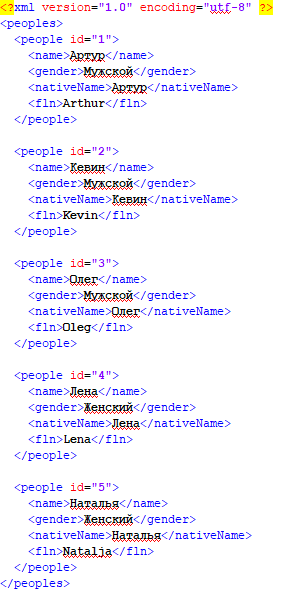 <?xml version="1.0" encoding="utf-8" ?>
<peoples>
<people id="1">
<name>Артур</name>
<gender>Мужской</gender>
<nativeName>Артур</nativeName>
<fln>Arthur</fln>
</people>
<people id="2">
<name>Кевин</name>
<gender>Мужской</gender>
<nativeName>Кевин</nativeName>
<fln>Kevin</fln>
</people>
<people id="3">
<name>Олег</name>
<gender>Мужской</gender>
<nativeName>Олег</nativeName>
<fln>Oleg</fln>
</people>
<people id="4">
<name>Лена</name>
<gender>Женский</gender>
<nativeName>Лена</nativeName>
<fln>Lena</fln>
</people>
<people id="5">
<name>Наталья</name>
<gender>Женский</gender>
<nativeName>Наталья</nativeName>
<fln>Natalja</fln>
</people>
</peoples>